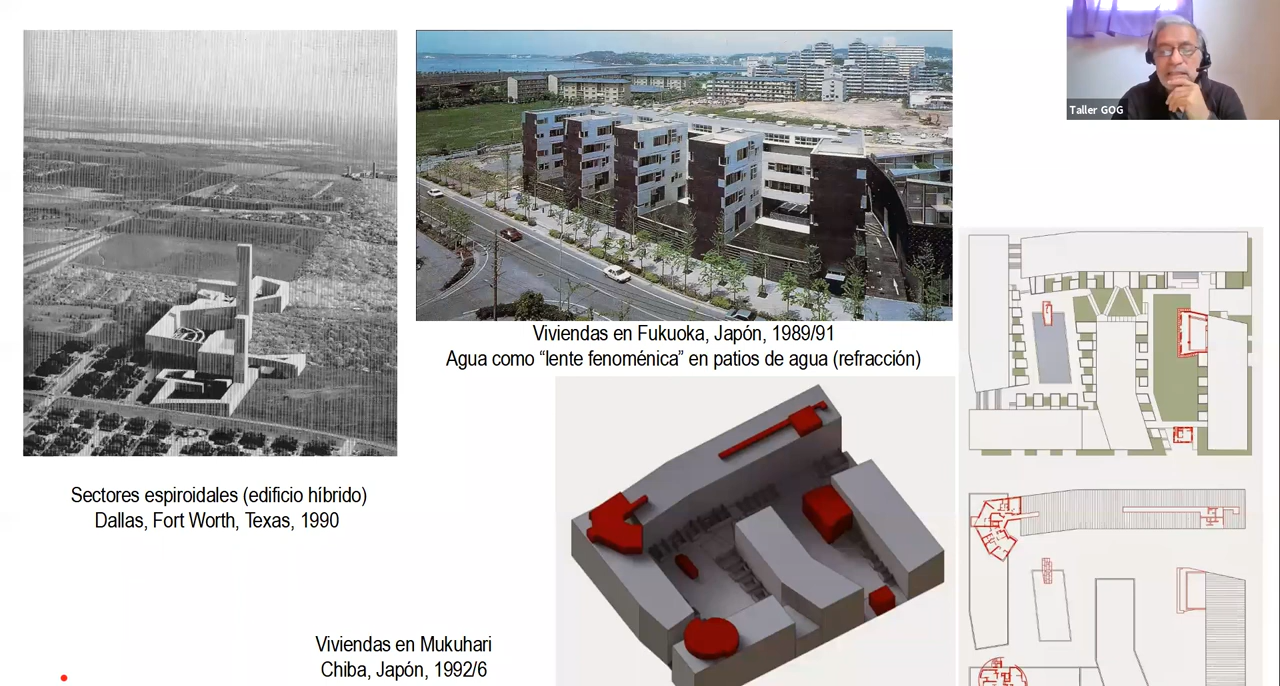 Taller GOG
Viviendas en Fukuoka, Japón, 1989/91
Agua como “lente fenoménica” en patios de agua (refracción)
Sectores espiroidales (edificio híbrido)
Dallas, Fort Worth, Texas, 1990
Viviendas en Mukuhari
Chiba, Japón, 1992/6